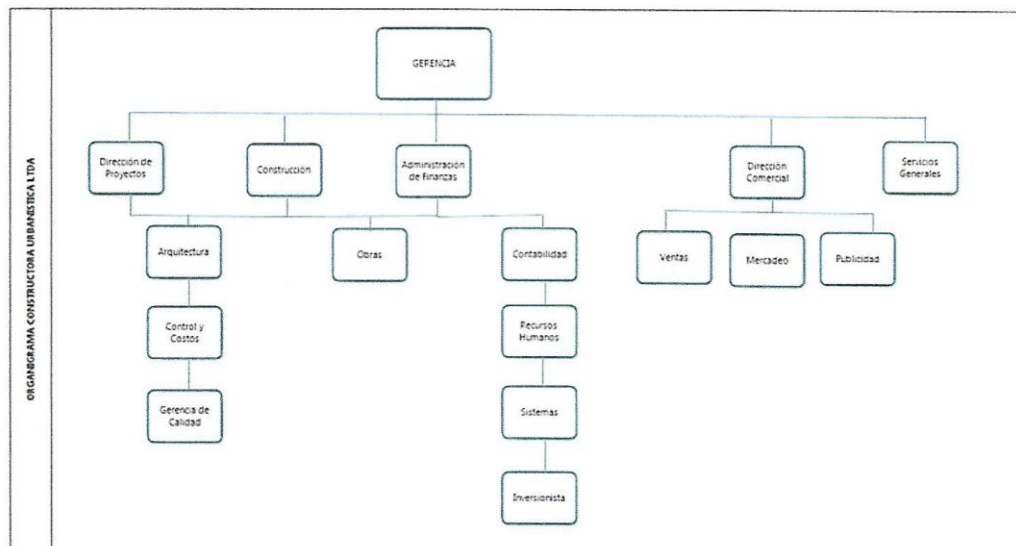 ORGANIGRAMA CONSTRUCTORA URBANISTICA LTDA
GERENCIA
Dirección de
Proyectos
Construccion
Administración
de Finanzas
Dirección
Comercial
Servicios
Generales
Arquitectura
Obras
Contabilidad
Ventas
Mercadeo
Publicidad
Control y
Costos
Recursos
Humanos
Gerencia de
Calidad
Sistemas
Inversionista